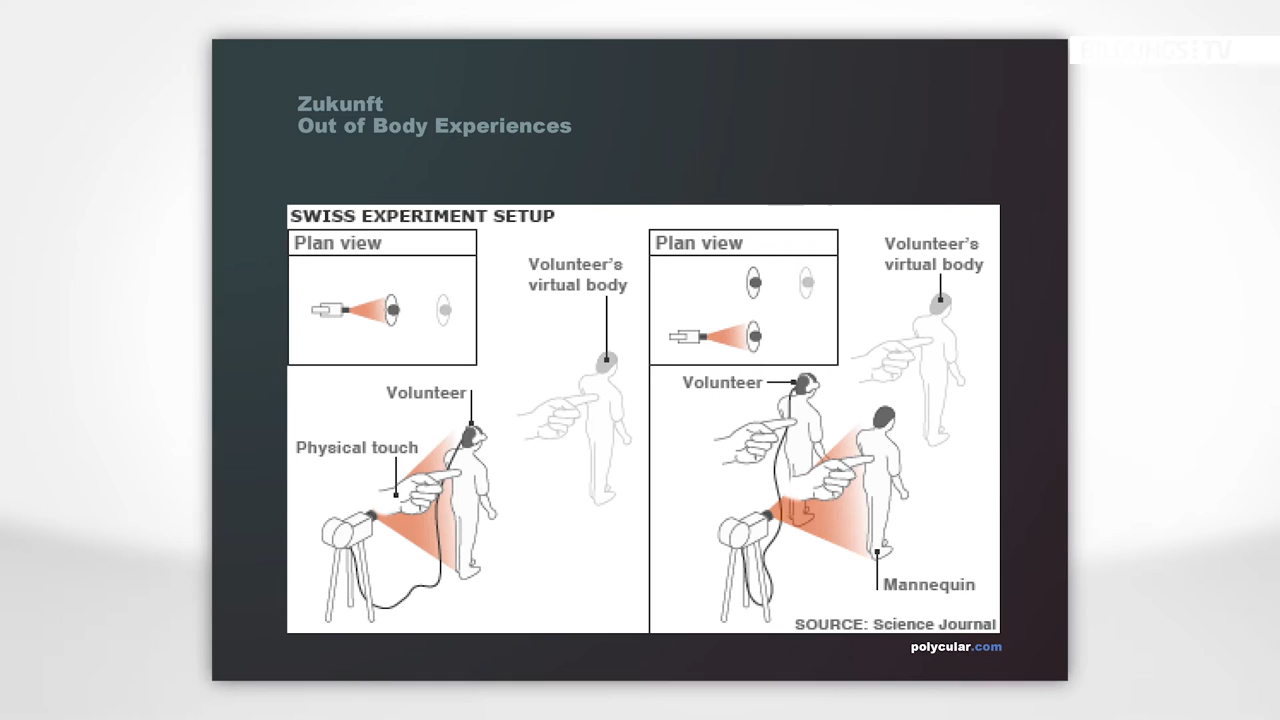 Zukunft
Out of Body Experiences
SWISS EXPERIMENT SETUP
Plan view
Volunteer's
virtual body
Volunteer
Physical touch
Plan view
Volunteer's
virtual body
Volunteer
Mannequin
SOURCE: Science Journal
polycular.com